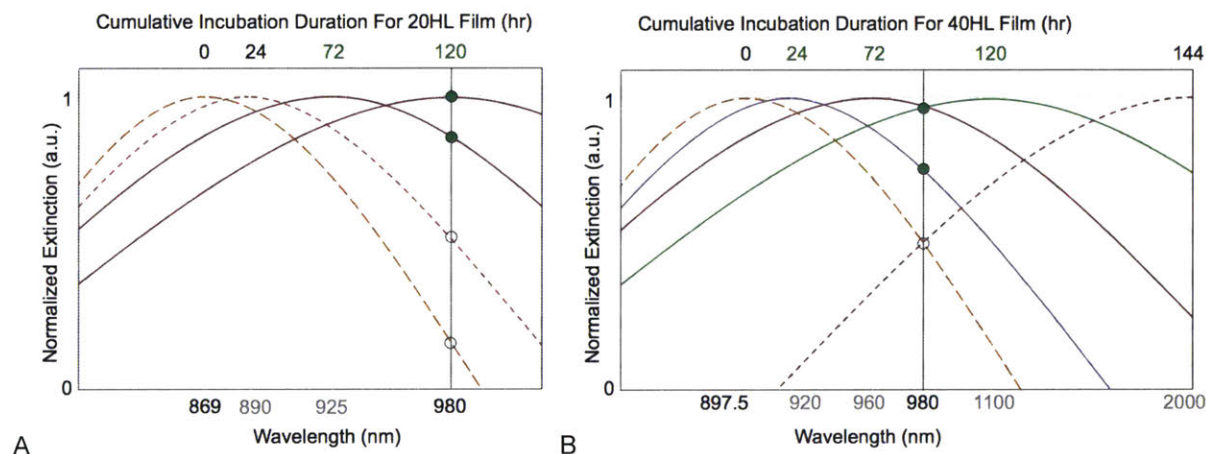 Cumulative Incubation Duration For 20HL Film (hr)
0 24 72 120
Normalized Extinction (a.u.)
1
0
869 890 925 980
Wavelength (nm)
A
Cumulative Incubation Duration For 40HL Film (hr)
0 24 72 120 144
Normalized Extinction (a.u.)
1
0
897.5 920 960 980 1100 2000
Wavelength (nm)
B